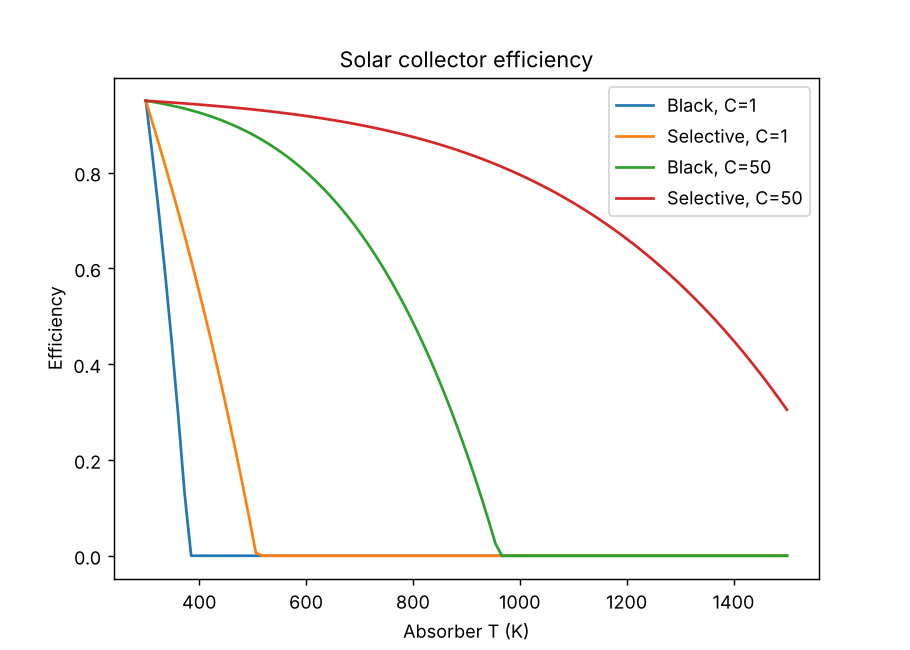 Solar collector efficiency
Black, C=1
Selective, C=1
Black, C=50
Selective, C=50
Efficiency
0.8
0.6
0.4
0.2
0.0
400 600 800 1000 1200 1400
Absorber T (K)